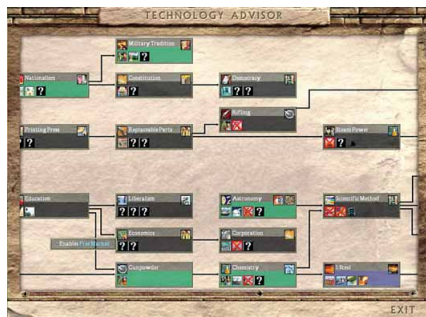 TECHNOLOGY ADVISOR
Military Tradition
Nationalism
Constitution
Democracy
Rifling
Printing Press
Replaceable Parts
Steam Power
Education
Liberalism
Astronomy
Scientific Method
Economics
Corporation
Enables Free Market
Gunpowder
Chemistry
EXIT